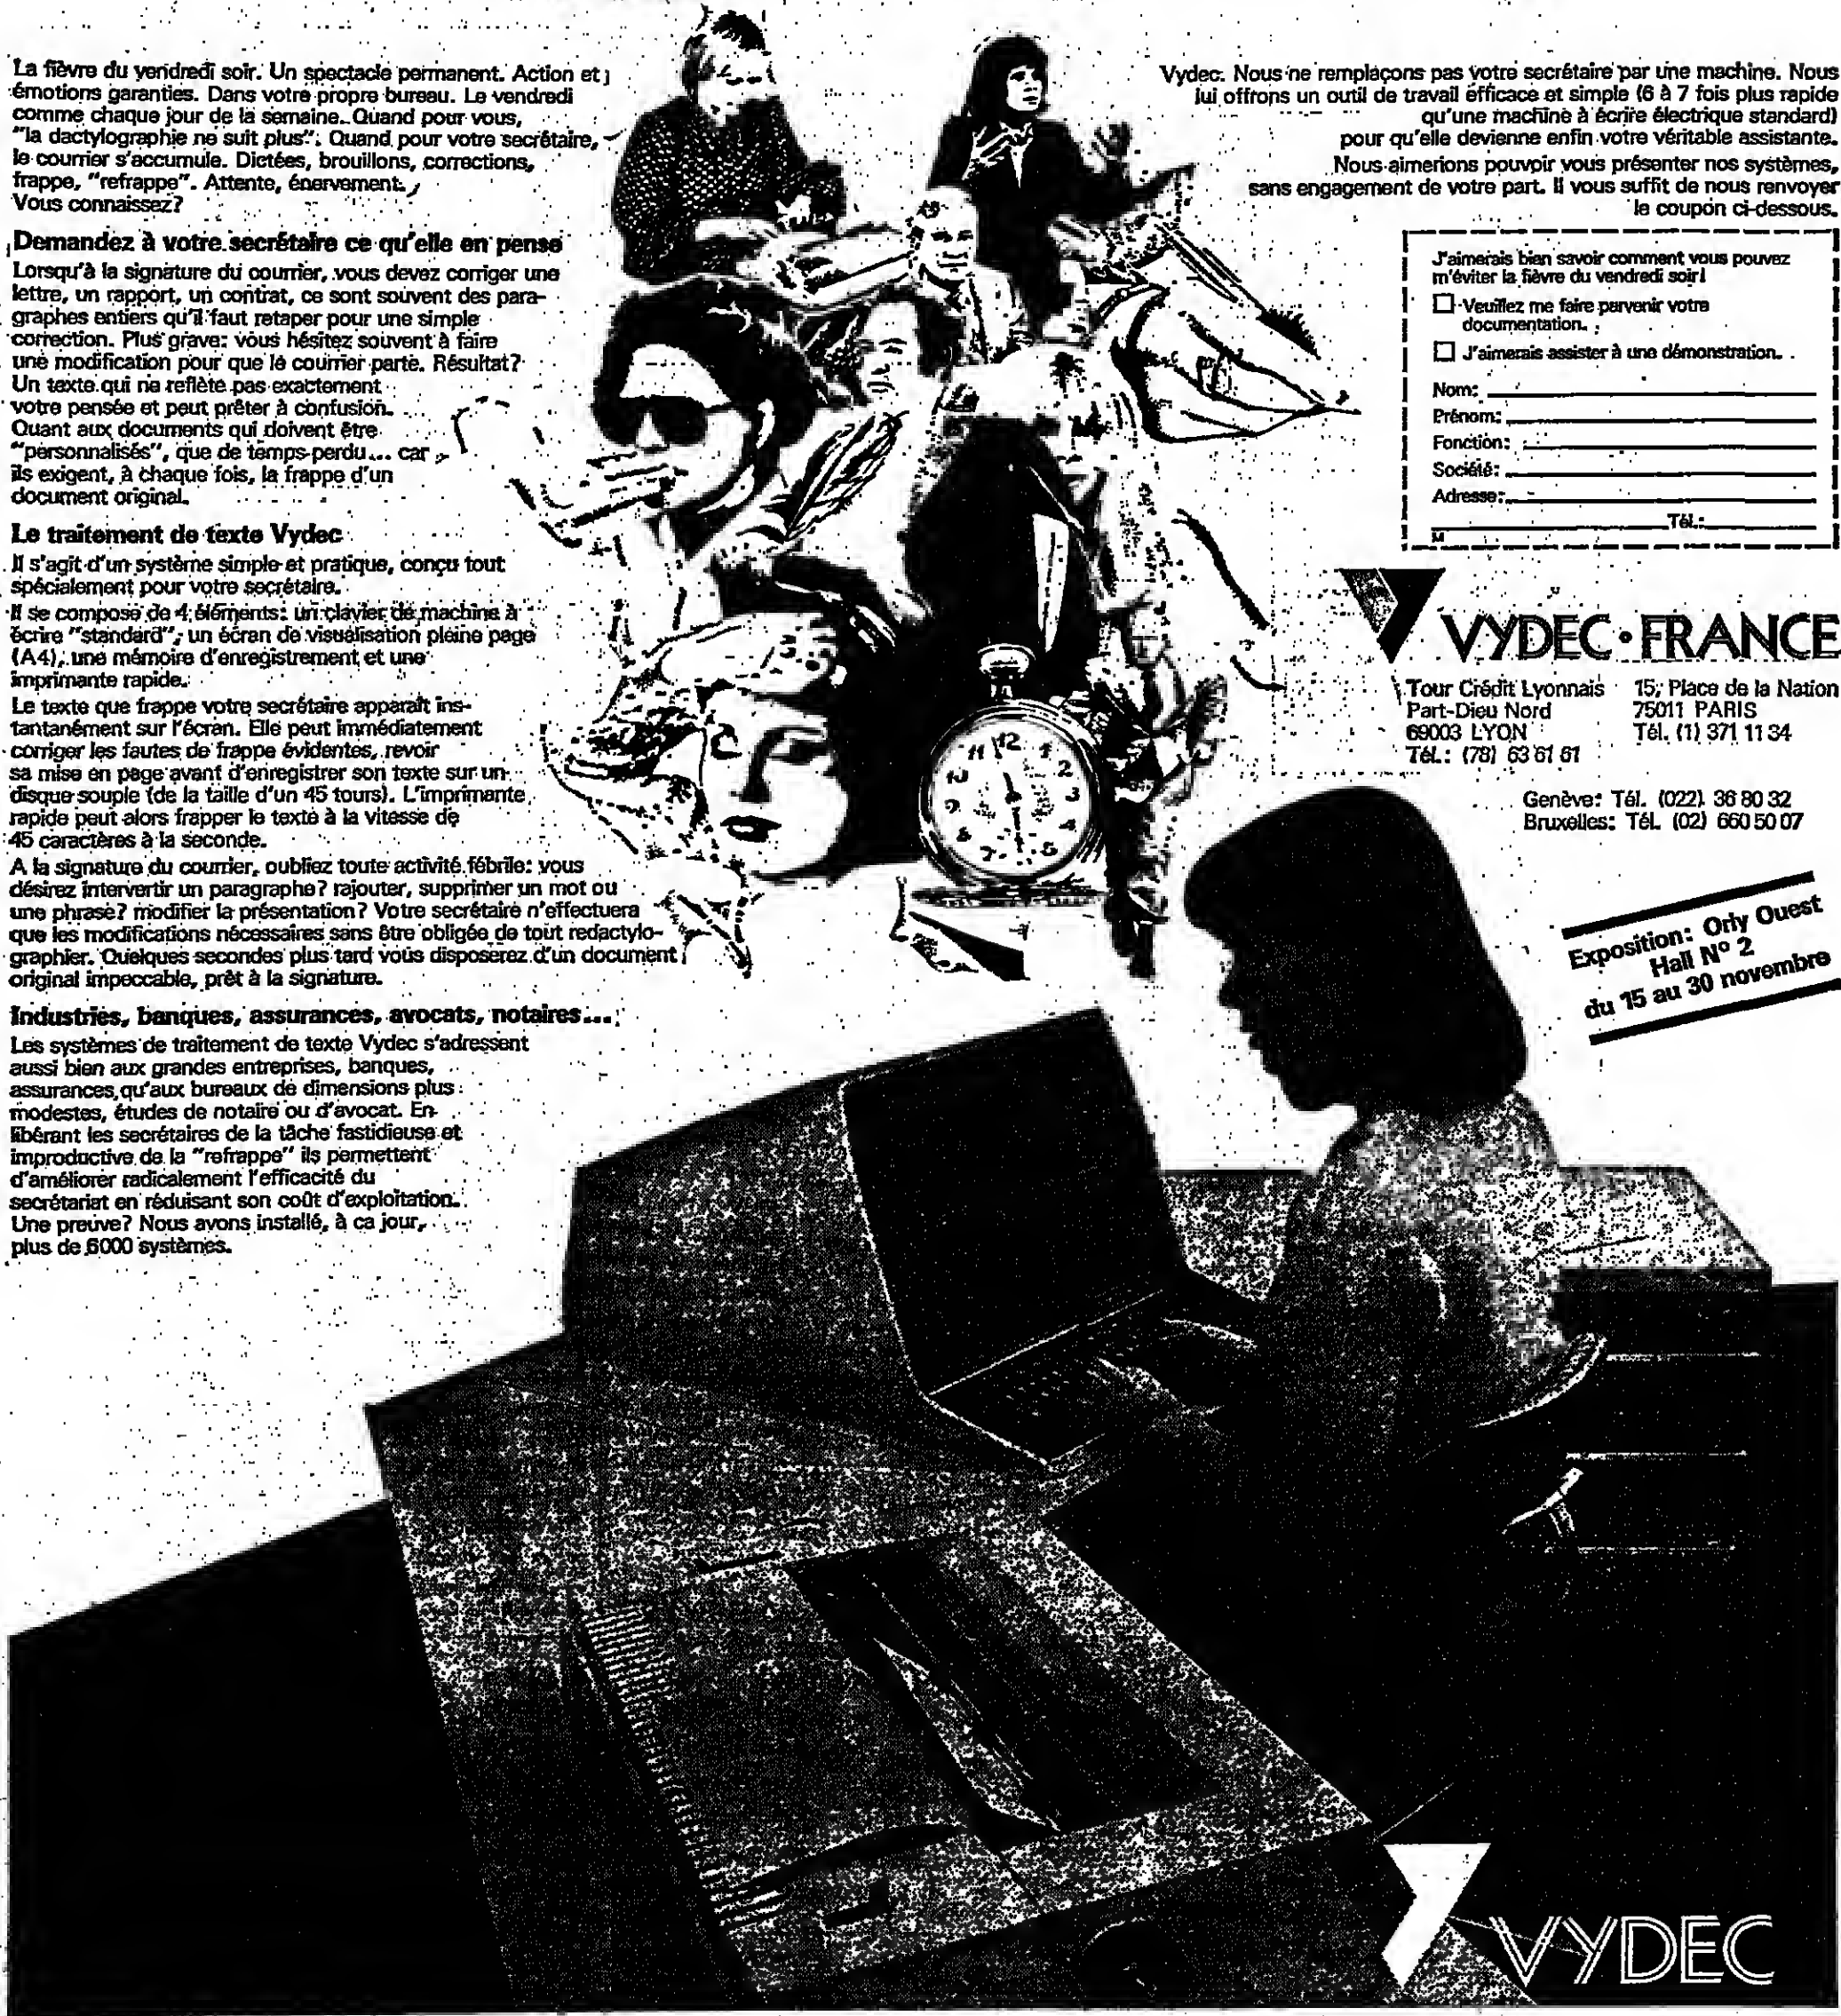 La fièvre du vendredi soir. Un spectacle permanent. Action et
émotions garanties. Dans votre propre bureau. Le vendredi
comme chaque jour de la semaine. Quand pour vous,
"la dactylographie ne suit plus". Quand pour votre secrétaire,
le courrier s'accumule. Dictées, brouillons, corrections,
frappe, "refrappe". Attente, énervement.
Vous connaissez?
Demandez à votre secrétaire ce qu'elle en pense
Lorsqu'à la signature du courrier, vous devez corriger une
lettre, un rapport, un contrat, ce sont souvent des para-
graphes entiers qu'il faut retaper pour une simple
correction. Plus grave: vous hésitez souvent à faire
une modification pour que le courrier parte. Résultat?
Un texte qui ne reflète pas exactement
votre pensée et peut prêter à confusion.
Quant aux documents qui doivent être
"personnalisés", que de temps perdu... car
ils exigent, à chaque fois, la frappe d'un
document original.
Le traitement de texte Vydec
Il s'agit d'un système simple et pratique, conçu tout
spécialement pour votre secrétaire.
Il se compose de 4 éléments: un clavier de machine à
écrire "standard", un écran de visualisation pleine page
(A4), une mémoire d'enregistrement et une
imprimante rapide.
Le texte que frappe votre secrétaire apparaît ins-
tantanément sur l'écran. Elle peut immédiatement
corriger les fautes de frappe évidentes, revoir
sa mise en page avant d'enregistrer son texte sur un
disque souple (de la taille d'un 45 tours). L'imprimante
rapide peut alors frapper le texte à la vitesse de
45 caractères à la seconde.
A la signature du courrier, oubliez toute activité fébrile: vous
désirez intervertir un paragraphe? rajouter, supprimer un mot ou
une phrase? modifier la présentation? Votre secrétaire n'effectuera
que les modifications nécessaires sans être obligée de tout redactylo-
graphier. Quelques secondes plus tard vous disposerez d'un document
original impeccable, prêt à la signature.
Industries, banques, assurances, avocats, notaires...
Les systèmes de traitement de texte Vydec s'adressent
aussi bien aux grandes entreprises, banques,
assurances, qu'aux bureaux de dimensions plus
modestes, études de notaire ou d'avocat. En
libérant les secrétaires de la tâche fastidieuse et
improductive de la "refrappe" ils permettent
d'améliorer radicalement l'efficacité du
secrétariat en réduisant son coût d'exploitation.
Une preuve? Nous avons installé, à ca jour,
plus de 6000 systèmes.
Vydec. Nous ne remplaçons pas votre secrétaire par une machine. Nous
lui offrons un outil de travail efficace et simple (6 à 7 fois plus rapide
qu'une machine à écrire électrique standard)
pour qu'elle devienne enfin votre véritable assistante.
Nous aimerions pouvoir vous présenter nos systèmes,
sans engagement de votre part. Il vous suffit de nous renvoyer
le coupon ci-dessous.
J'aimerais bien savoir comment vous pouvez
m'éviter la fièvre du vendredi soir!
Veuillez me faire parvenir votre
documentation.
J'aimerais assister à une démonstration.
Nom:
Prénom:
Fonction:
Société:
Adresse:
Tél.:
M
VYDEC•FRANCE
Tour Crédit Lyonnais
Part-Dieu Nord
69003 LYON
Tél.: (78) 63 61 61
15, Place de la Nation
75011 PARIS
Tél. (1) 371 11 34
Genève: Tél. (022) 36 80 32
Bruxelles: Tél. (02) 660 50 07
12
1
2
3
4
5
7
8
9
10
11
Exposition: Orly Ouest
Hall N° 2
du 15 au 30 novembre
VYDEC